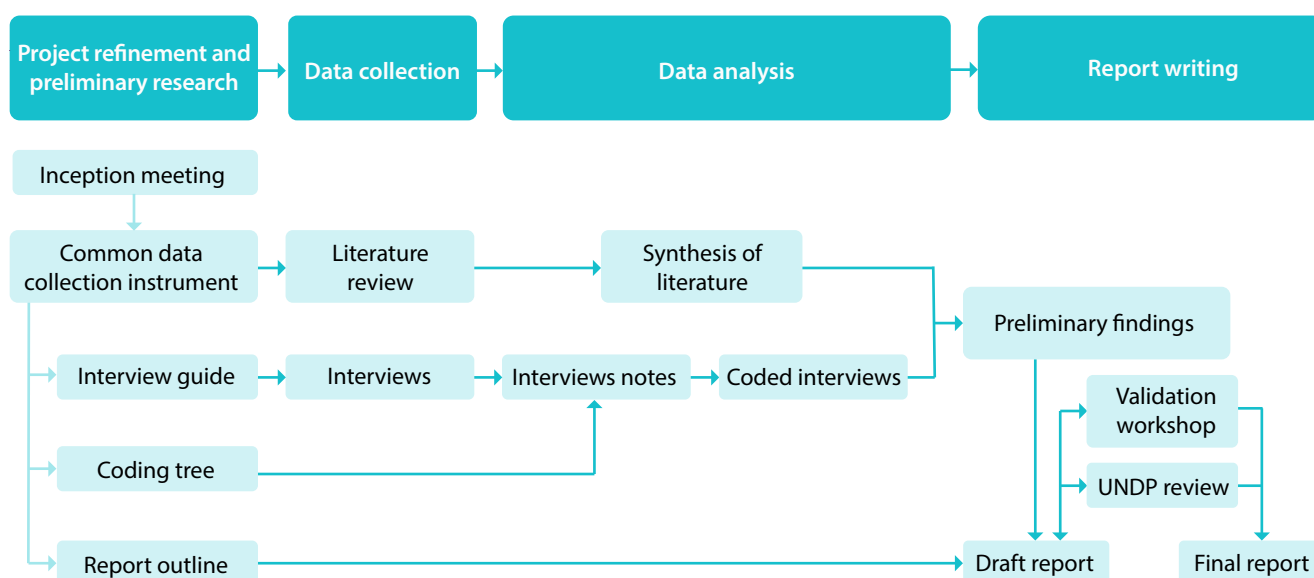 Project refinement and
preliminary research
Data collection
Data analysis
Report writing
Inception meeting
Common data
collection instrument
Literature
review
Synthesis of
literature
Preliminary findings
Interview guide
Interviews
Interviews notes
Coded interviews
Validation
workshop
Coding tree
UNDP review
Report outline
Draft report
Final report